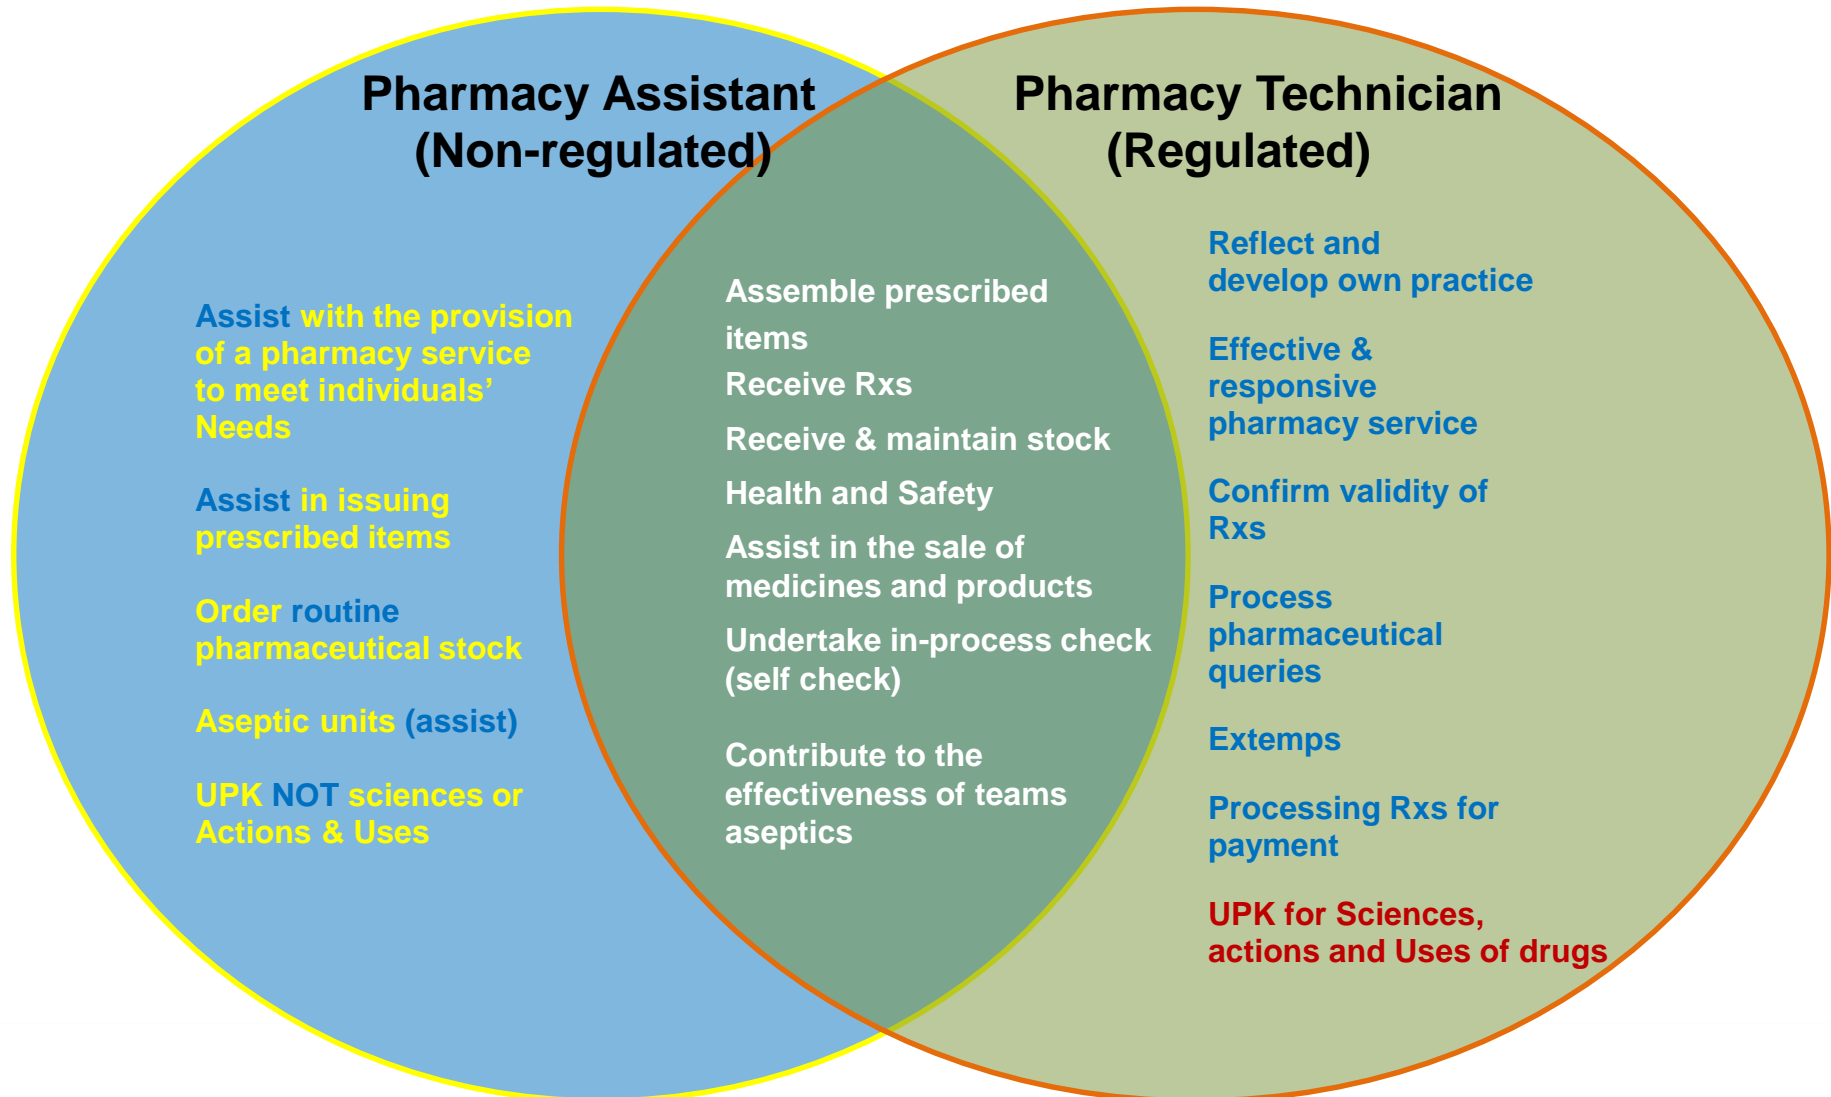 Pharmacy Assistant
(Non-regulated)
Assist with the provision
of a pharmacy service
to meet individuals’
Needs
Assist in issuing
prescribed items
Order routine
pharmaceutical stock
Aseptic units (assist)
UPK NOT sciences or
Actions & Uses
Assemble prescribed
items
Receive Rxs
Receive & maintain stock
Health and Safety
Assist in the sale of
medicines and products
Undertake in-process check
(self check)
Contribute to the
effectiveness of teams
aseptics
Pharmacy Technician
(Regulated)
Reflect and
develop own practice
Effective &
responsive
pharmacy service
Confirm validity of
Rxs
Process
pharmaceutical
queries
Extemps
Processing Rxs for
payment
UPK for Sciences,
actions and Uses of drugs